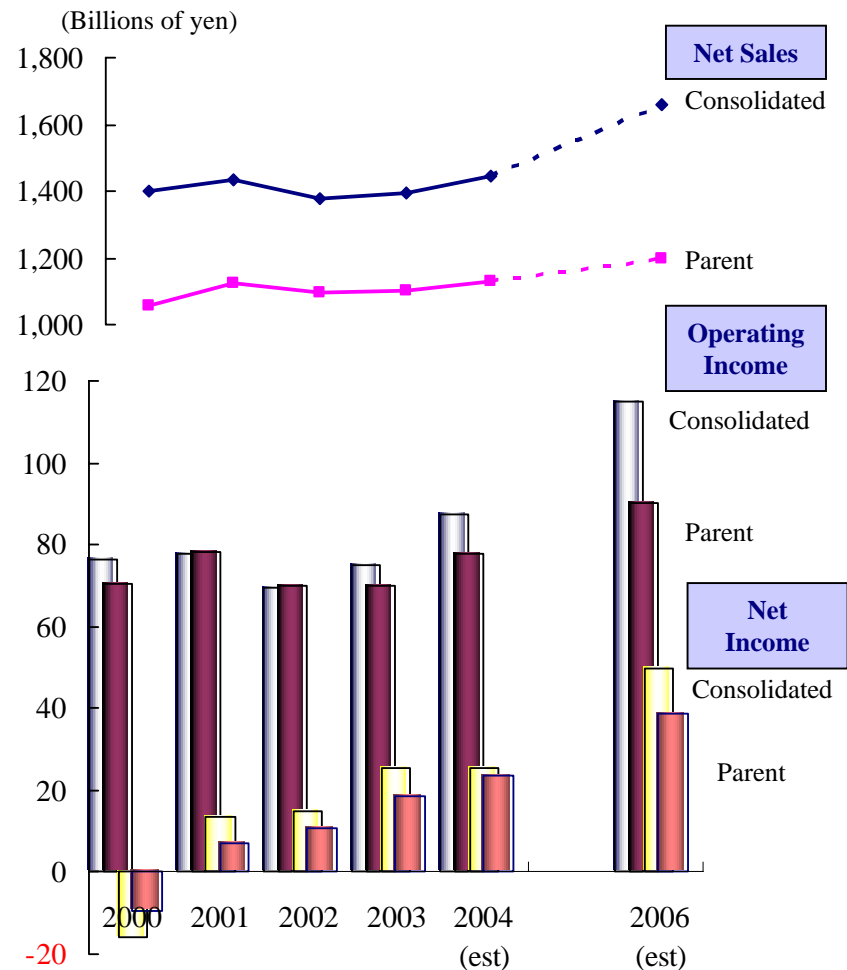 (Billions of yen)
1,800
1,600
1,400
1,200
1,000
Net Sales
Consolidated
Parent
Operating
Income
Consolidated
Parent
Net
Income
Consolidated
Parent
120
100
80
60
40
20
0
-20
2000
2001
2002
2003
2004
(est)
2006
(est)